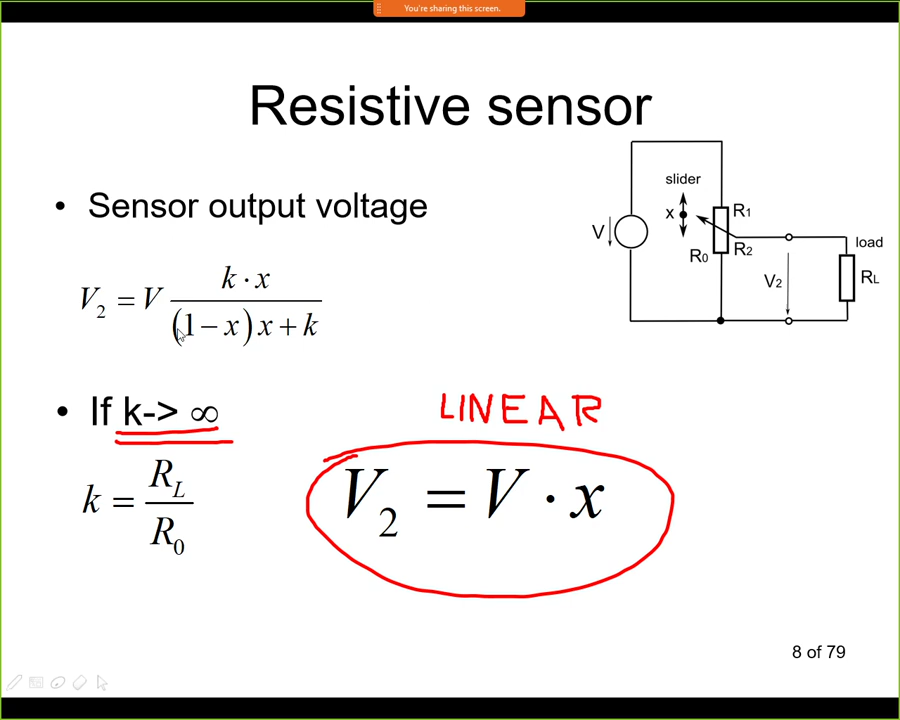 You're sharing this screen.
Resistive sensor
• Sensor output voltage
V₂ = V (k · x) / ((1 − x)x + k)
slider
x
V
R₁
R₂
R₀
V₂
load
R_L
• If k-> ∞
LINEAR
k = R_L / R₀
V₂ = V · x
8 of 79